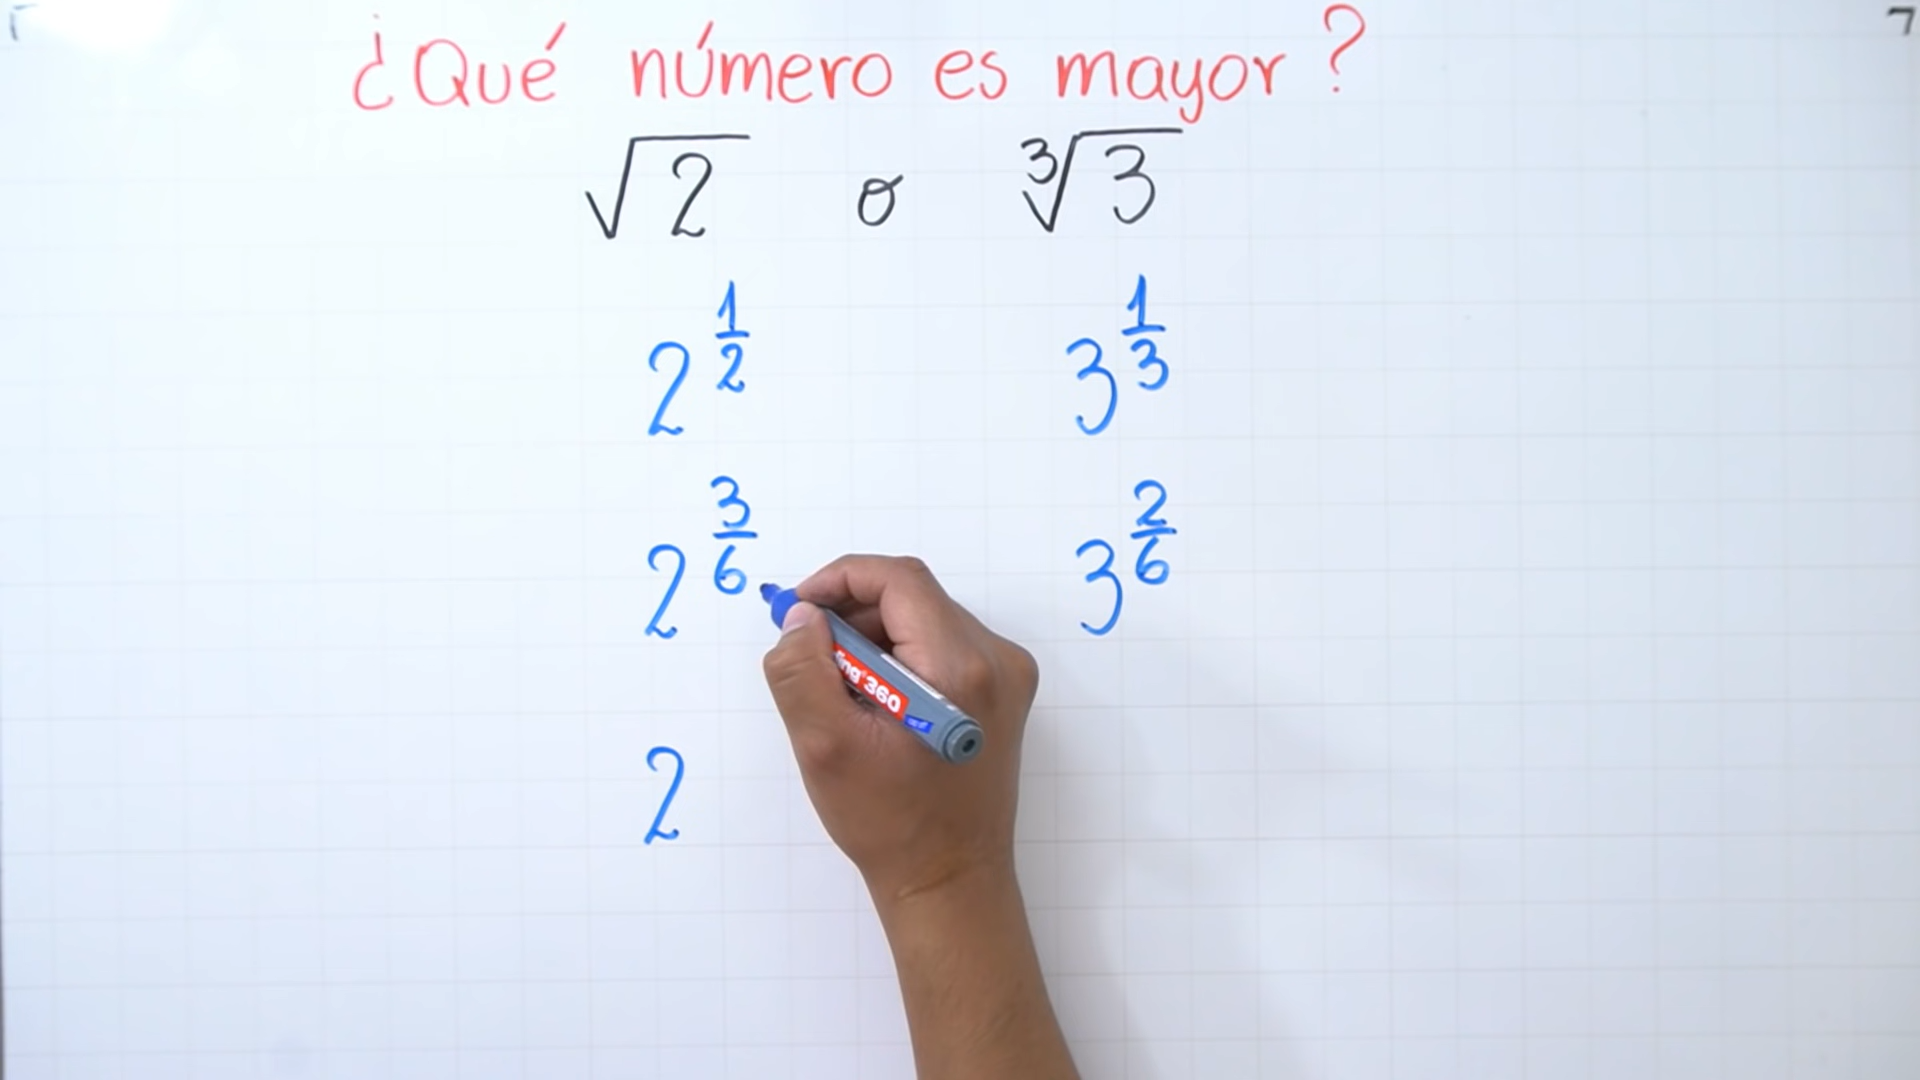 ¿Qué número es mayor?
√2 o ∛3
2^(1/2) 3^(1/3)
2^(3/6) 3^(2/6)
2
360